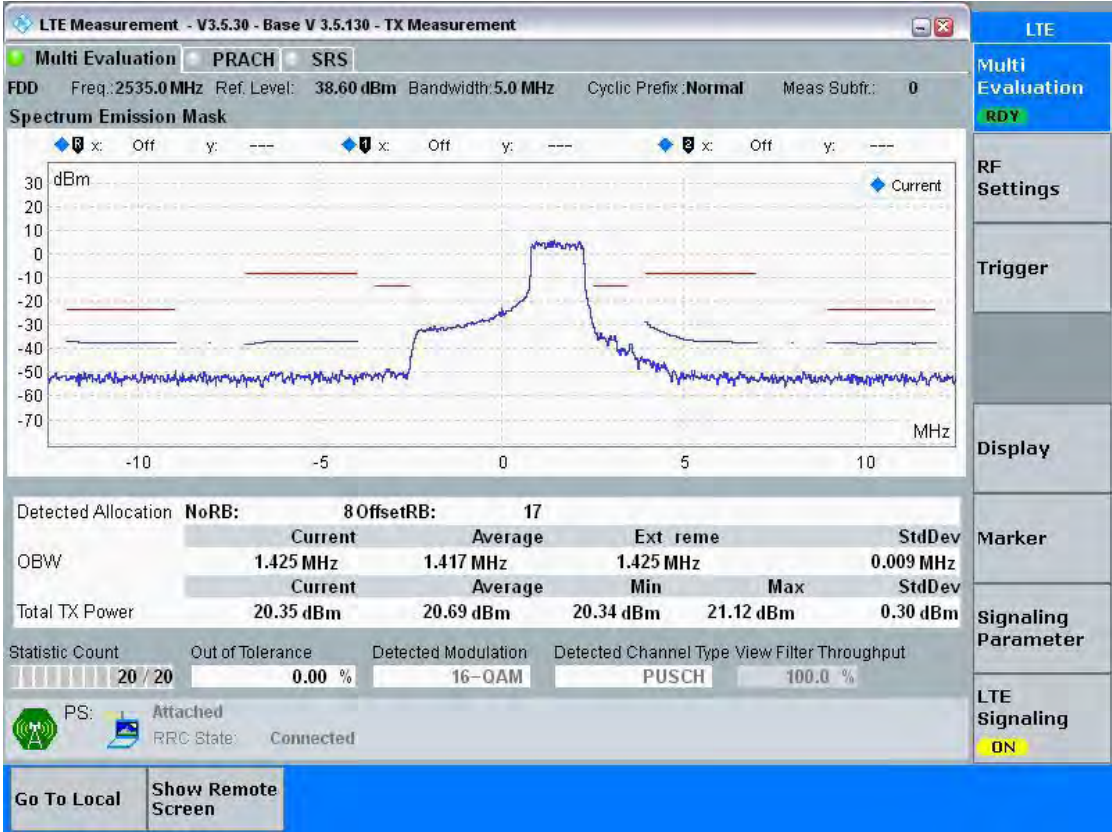 LTE Measurement - V3.5.30 - Base V 3.5.130 - TX Measurement
LTE
Multi Evaluation PRACH SRS
FDD Freq.:2535.0 MHz Ref. Level: 38.60 dBm Bandwidth:5.0 MHz Cyclic Prefix :Normal Meas Subfr.: 0
Spectrum Emission Mask
R x: Off y: --- 1 x: Off y: --- 2 x: Off y: ---
dBm
Current
30
20
10
0
-10
-20
-30
-40
-50
-60
-70
MHz
-10 -5 0 5 10
Detected Allocation NoRB: 8 OffsetRB: 17
Current Average Ext reme StdDev
OBW 1.425 MHz 1.417 MHz 1.425 MHz 0.009 MHz
Current Average Min Max StdDev
Total TX Power 20.35 dBm 20.69 dBm 20.34 dBm 21.12 dBm 0.30 dBm
Statistic Count Out of Tolerance Detected Modulation Detected Channel Type View Filter Throughput
20 / 20 0.00 % 16-QAM PUSCH 100.0 %
PS: Attached
RRC State: Connected
Multi
Evaluation
RDY
RF
Settings
Trigger
Display
Marker
Signaling
Parameter
LTE
Signaling
ON
Go To Local
Show Remote
Screen